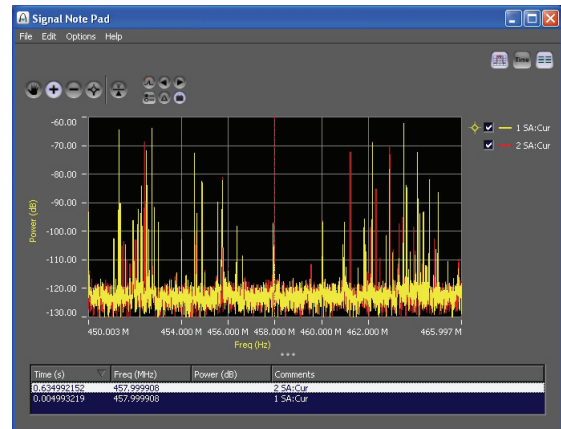 Signal Note Pad
File Edit Options Help
Time
-60.00
-70.00
-80.00
-90.00
-100.00
-110.00
-120.00
-130.00
Power (dB)
450.003 M 454.000 M 456.000 M 458.000 M 460.000 M 462.000 M 465.997 M
Freq (Hz)
1 SA:Cur
2 SA:Cur
Time (s) Freq (MHz) Power (dB) Comments
0.634992152 457.999908 2 SA:Cur
0.004993219 457.999908 1 SA:Cur